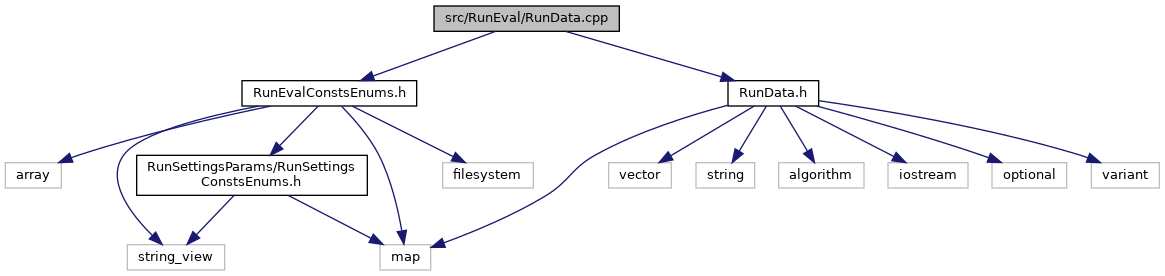 src/RunEval/RunData.cpp
RunEvalConstsEnums.h
RunData.h
array
RunSettingsParams/RunSettings
ConstsEnums.h
filesystem
vector
string
algorithm
iostream
optional
variant
string_view
map